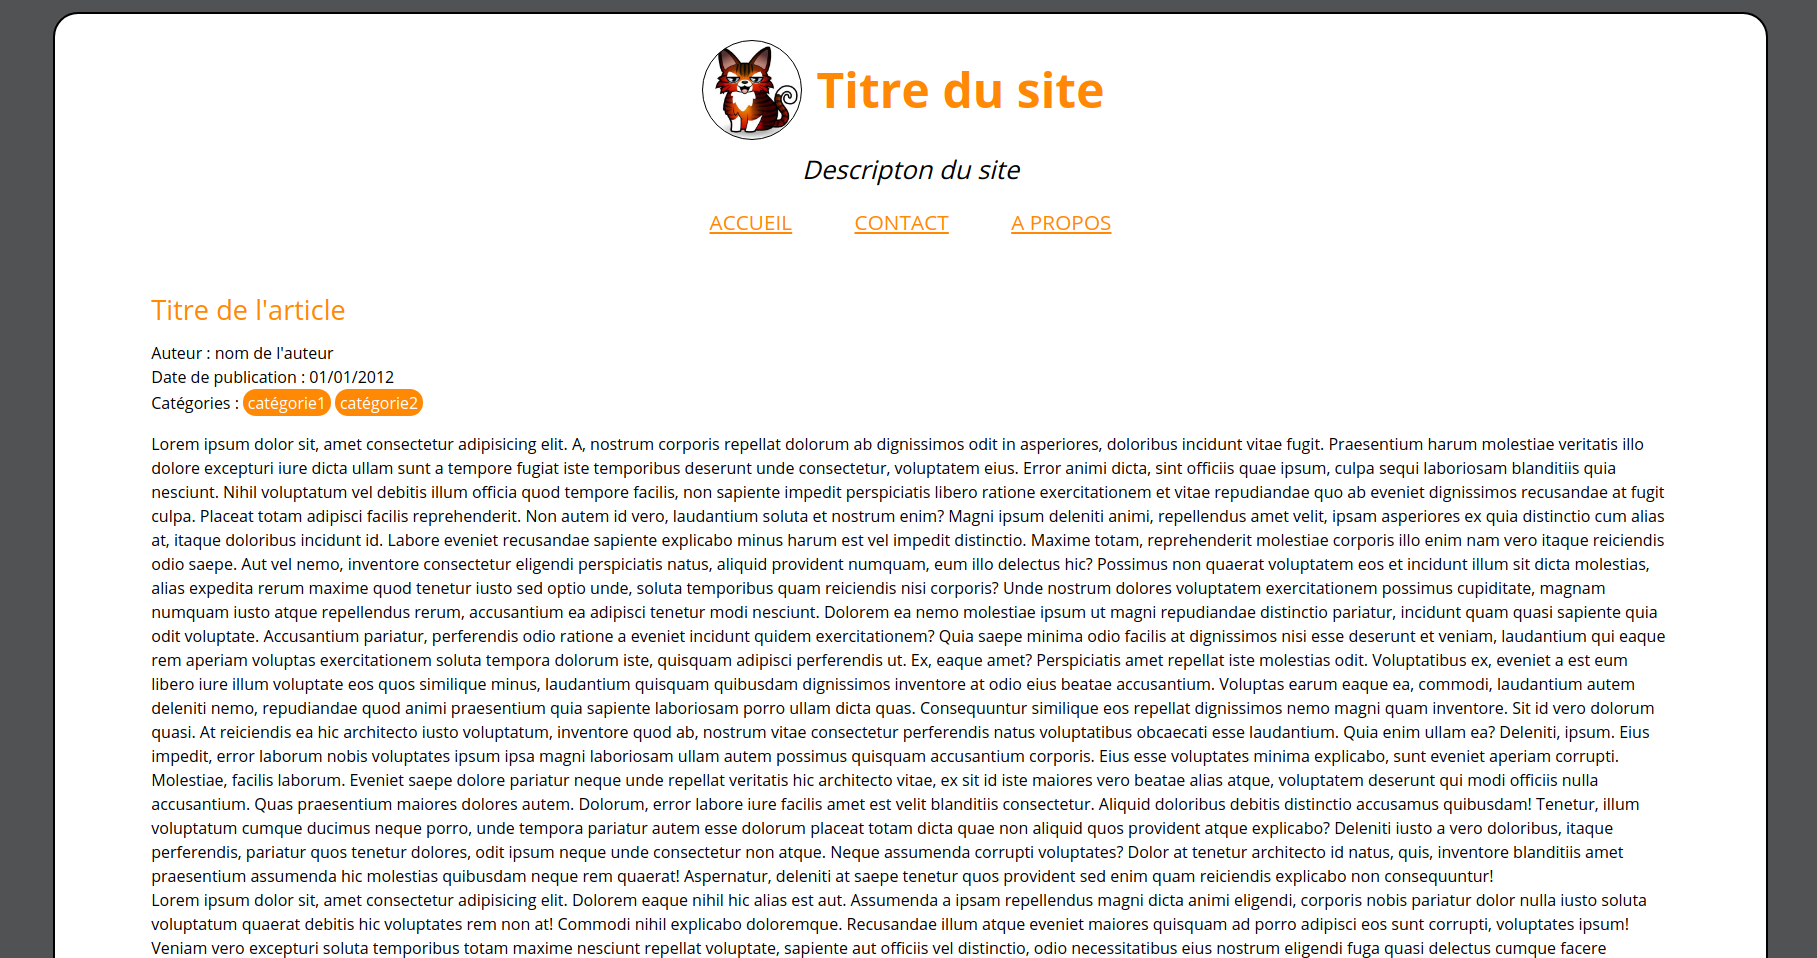 Titre du site
Descripton du site
ACCUEIL CONTACT A PROPOS
Titre de l'article
Auteur : nom de l'auteur
Date de publication : 01/01/2012
Catégories : catégorie1 catégorie2
Lorem ipsum dolor sit, amet consectetur adipisicing elit. A, nostrum corporis repellat dolorum ab dignissimos odit in asperiores, doloribus incidunt vitae fugit. Praesentium harum molestiae veritatis illo
dolore excepturi iure dicta ullam sunt a tempore fugiat iste temporibus deserunt unde consectetur, voluptatem eius. Error animi dicta, sint officiis quae ipsum, culpa sequi laboriosam blanditiis quia
nesciunt. Nihil voluptatum vel debitis illum officia quod tempore facilis, non sapiente impedit perspiciatis libero ratione exercitationem et vitae repudiandae quo ab eveniet dignissimos recusandae at fugit
culpa. Placeat totam adipisci facilis reprehenderit. Non autem id vero, laudantium soluta et nostrum enim? Magni ipsum deleniti animi, repellendus amet velit, ipsam asperiores ex quia distinctio cum alias
at, itaque doloribus incidunt id. Labore eveniet recusandae sapiente explicabo minus harum est vel impedit distinctio. Maxime totam, reprehenderit molestiae corporis illo enim nam vero itaque reiciendis
odio saepe. Aut vel nemo, inventore consectetur eligendi perspiciatis natus, aliquid provident numquam, eum illo delectus hic? Possimus non quaerat voluptatem eos et incidunt illum sit dicta molestias,
alias expedita rerum maxime quod tenetur iusto sed optio unde, soluta temporibus quam reiciendis nisi corporis? Unde nostrum dolores voluptatem exercitationem possimus cupiditate, magnam
numquam iusto atque repellendus rerum, accusantium ea adipisci tenetur modi nesciunt. Dolorem ea nemo molestiae ipsum ut magni repudiandae distinctio pariatur, incidunt quam quasi sapiente quia
odit voluptate. Accusantium pariatur, perferendis odio ratione a eveniet incidunt quidem exercitationem? Quia saepe minima odio facilis at dignissimos nisi esse deserunt et veniam, laudantium qui eaque
rem aperiam voluptas exercitationem soluta tempora dolorum iste, quisquam adipisci perferendis ut. Ex, eaque amet? Perspiciatis amet repellat iste molestias odit. Voluptatibus ex, eveniet a est eum
libero iure illum voluptate eos quos similique minus, laudantium quisquam quibusdam dignissimos inventore at odio eius beatae accusantium. Voluptas earum eaque ea, commodi, laudantium autem
deleniti nemo, repudiandae quod animi praesentium quia sapiente laboriosam porro ullam dicta quas. Consequuntur similique eos repellat dignissimos nemo magni quam inventore. Sit id vero dolorum
quasi. At reiciendis ea hic architecto iusto voluptatum, inventore quod ab, nostrum vitae consectetur perferendis natus voluptatibus obcaecati esse laudantium. Quia enim ullam ea? Deleniti, ipsum. Eius
impedit, error laborum nobis voluptates ipsum ipsa magni laboriosam ullam autem possimus quisquam accusantium corporis. Eius esse voluptates minima explicabo, sunt eveniet aperiam corrupti.
Molestiae, facilis laborum. Eveniet saepe dolore pariatur neque unde repellat veritatis hic architecto vitae, ex sit id iste maiores vero beatae alias atque, voluptatem deserunt qui modi officiis nulla
accusantium. Quas praesentium maiores dolores autem. Dolorum, error labore iure facilis amet est velit blanditiis consectetur. Aliquid doloribus debitis distinctio accusamus quibusdam! Tenetur, illum
voluptatum cumque ducimus neque porro, unde tempora pariatur autem esse dolorum placeat totam dicta quae non aliquid quos provident atque explicabo? Deleniti iusto a vero doloribus, itaque
perferendis, pariatur quos tenetur dolores, odit ipsum neque unde consectetur non atque. Neque assumenda corrupti voluptates? Dolor at tenetur architecto id natus, quis, inventore blanditiis amet
praesentium assumenda hic molestias quibusdam neque rem quaerat! Aspernatur, deleniti at saepe tenetur quos provident sed enim quam reiciendis explicabo non consequuntur!
Lorem ipsum dolor sit, amet consectetur adipisicing elit. Dolorem eaque nihil hic alias est aut. Assumenda a ipsam repellendus magni dicta animi eligendi, corporis nobis pariatur dolor nulla iusto soluta
voluptatum quaerat debitis hic voluptates rem non at! Commodi nihil explicabo doloremque. Recusandae illum atque eveniet maiores quisquam ad porro adipisci eos sunt corrupti, voluptates ipsum!
Veniam vero excepturi soluta temporibus totam maxime nesciunt repellat voluptate, sapiente aut officiis vel distinctio, odio necessitatibus eius nostrum eligendi fuga quasi delectus cumque facere